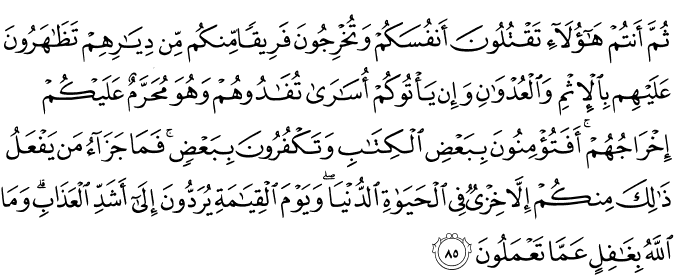 ثُمَّ أَنتُمْ هَٰٓؤُلَآءِ تَقْتُلُونَ أَنفُسَكُمْ وَتُخْرِجُونَ فَرِيقًا مِّنكُم مِّن دِيَٰرِهِمْ تَظَٰهَرُونَ
عَلَيْهِم بِٱلْإِثْمِ وَٱلْعُدْوَٰنِ وَإِن يَأْتُوكُمْ أُسَٰرَىٰ تُفَٰدُوهُمْ وَهُوَ مُحَرَّمٌ عَلَيْكُمْ
إِخْرَاجُهُمْ ۚ أَفَتُؤْمِنُونَ بِبَعْضِ ٱلْكِتَٰبِ وَتَكْفُرُونَ بِبَعْضٍ ۚ فَمَا جَزَآءُ مَن يَفْعَلُ
ذَٰلِكَ مِنكُمْ إِلَّا خِزْىٌ فِى ٱلْحَيَوٰةِ ٱلدُّنْيَا ۖ وَيَوْمَ ٱلْقِيَٰمَةِ يُرَدُّونَ إِلَىٰٓ أَشَدِّ ٱلْعَذَابِ ۗ وَمَا
ٱللَّهُ بِغَٰفِلٍ عَمَّا تَعْمَلُونَ ٨٥